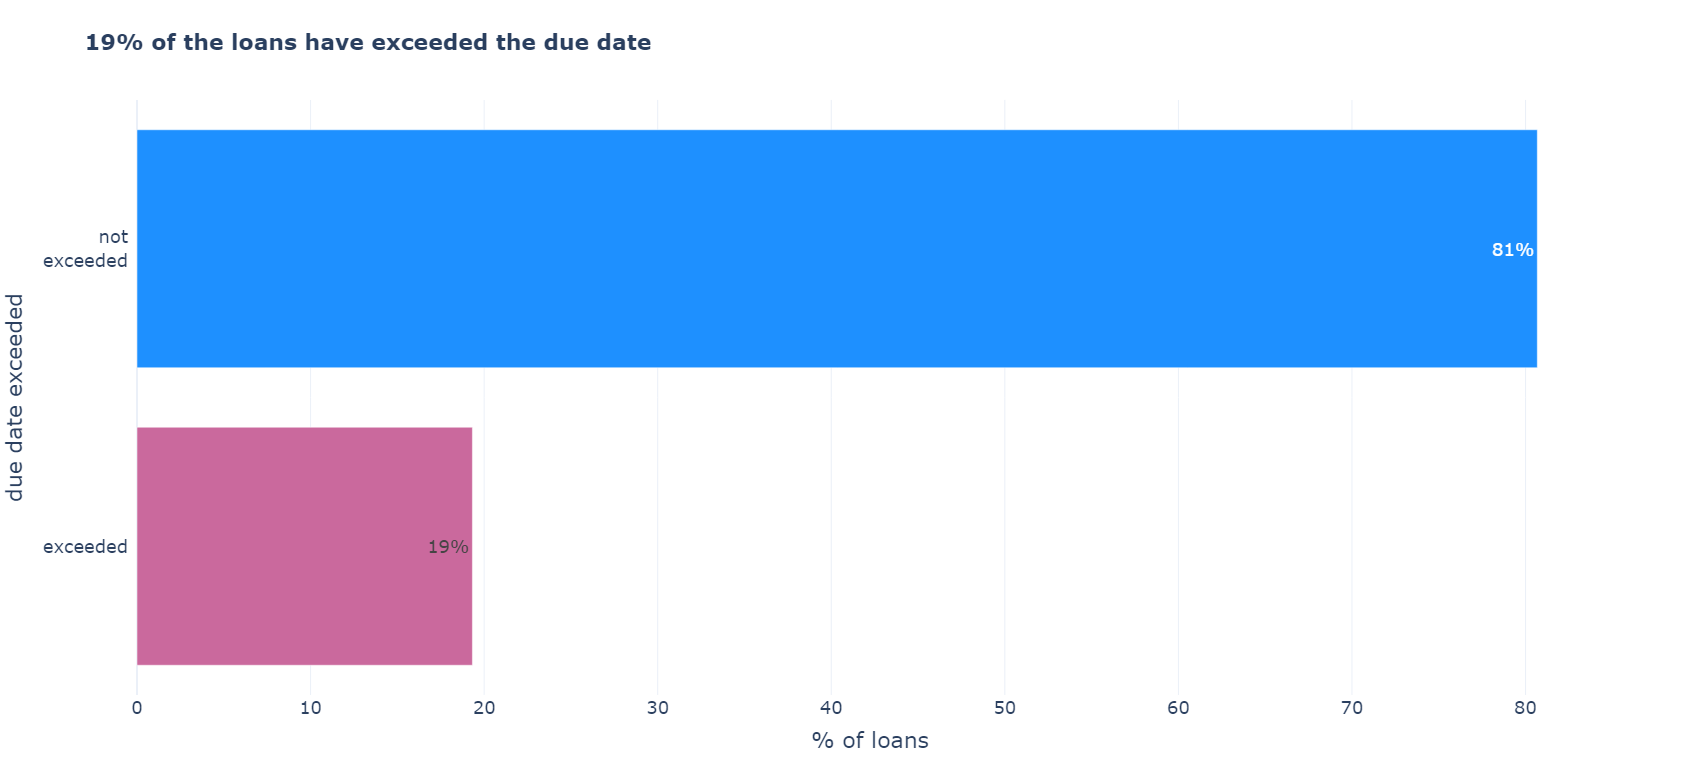 19% of the loans have exceeded the due date
due date exceeded
not
exceeded
81%
exceeded
19%
0 10 20 30 40 50 60 70 80
% of loans